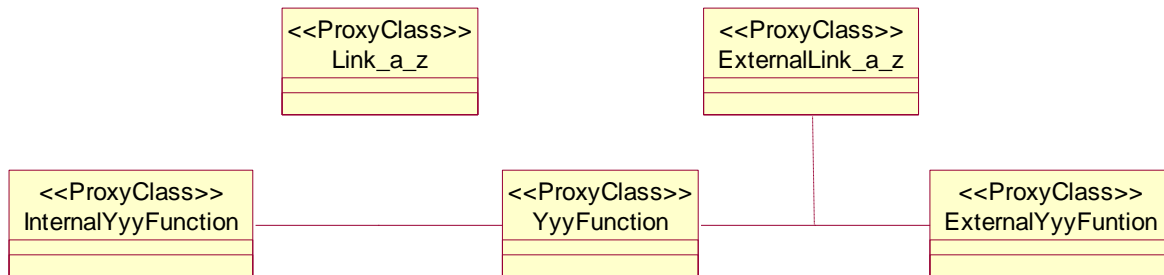 <<ProxyClass>>
Link_a_z
<<ProxyClass>>
ExternalLink_a_z
<<ProxyClass>>
InternalYyyFunction
<<ProxyClass>>
YyyFunction
<<ProxyClass>>
ExternalYyyFuntion